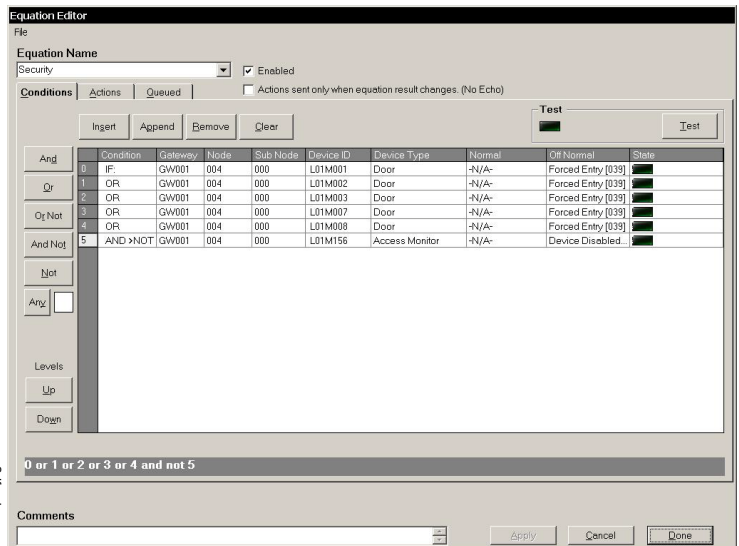 Equation Editor
File
Equation Name
Security
Enabled
Conditions Actions Queued
Actions sent only when equation result changes. (No Echo)
Insert Append Remove Clear
Test
Test
And
Or
Or Not
And Not
Not
Any
Levels
Up
Down
Condition Gateway Node Sub Node Device ID Device Type Normal Off Normal State
0 IF: GW001 004 000 L01M001 Door -N/A- Forced Entry [039]
1 OR GW001 004 000 L01M002 Door -N/A- Forced Entry [039]
2 OR GW001 004 000 L01M003 Door -N/A- Forced Entry [039]
3 OR GW001 004 000 L01M007 Door -N/A- Forced Entry [039]
4 OR GW001 004 000 L01M008 Door -N/A- Forced Entry [039]
5 AND >NOT GW001 004 000 L01M156 Access Monitor -N/A- Device Disabled...
0 or 1 or 2 or 3 or 4 and not 5
Comments
Apply Cancel Done